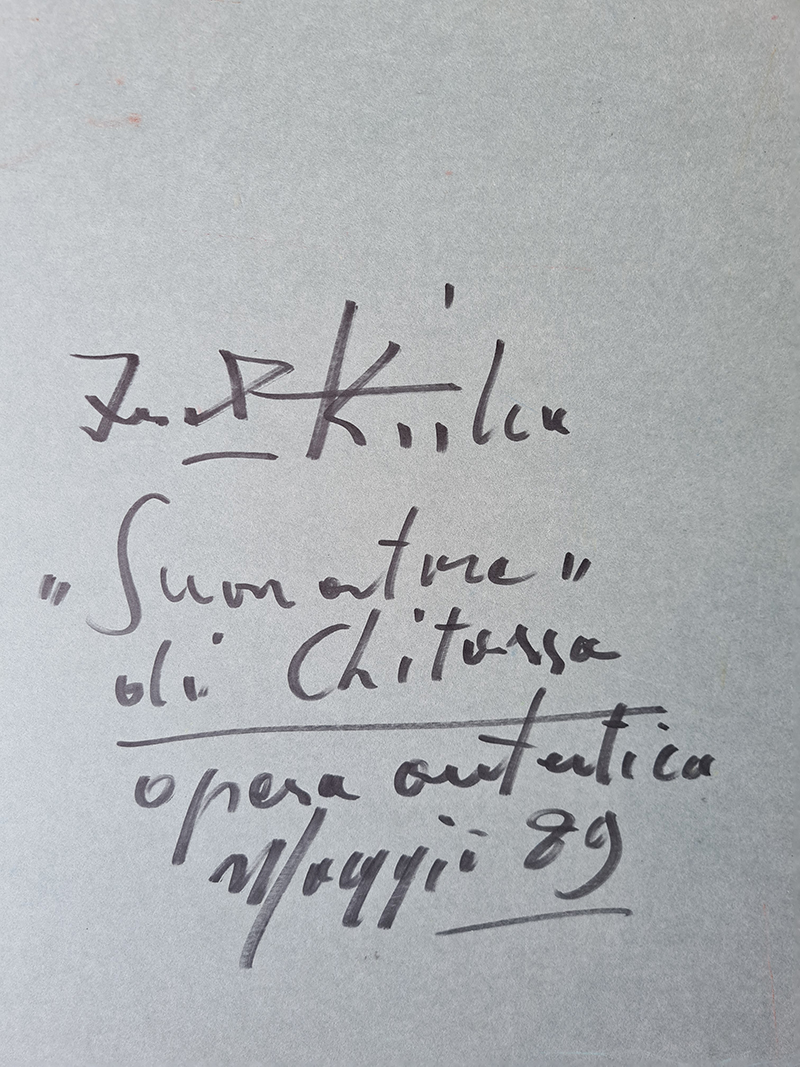 "Suonatore"
di Chitarra
opera autentica
Maggio 89